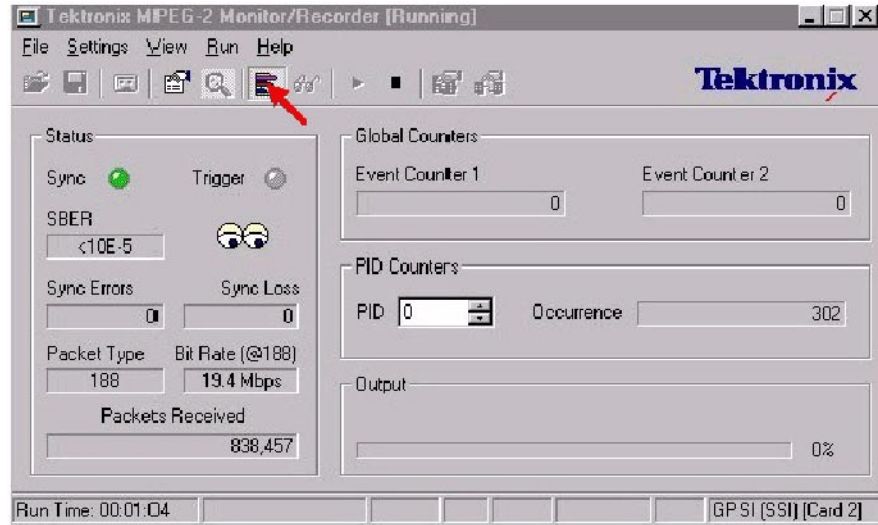 Tektronix MPEG-2 Monitor/Recorder [Running]
File Settings View Run Help
Tektronix
Status
Sync Trigger
SBER
<10E-5
Sync Errors Sync Loss
0 0
Packet Type Bit Rate (@188)
188 19.4 Mbps
Packets Received
838,457
Global Counters
Event Counter 1 Event Counter 2
0 0
PID Counters
PID 0 Occurrence 302
Output
0%
Run Time: 00:01:04 GPSI (SSI) [Card 2]